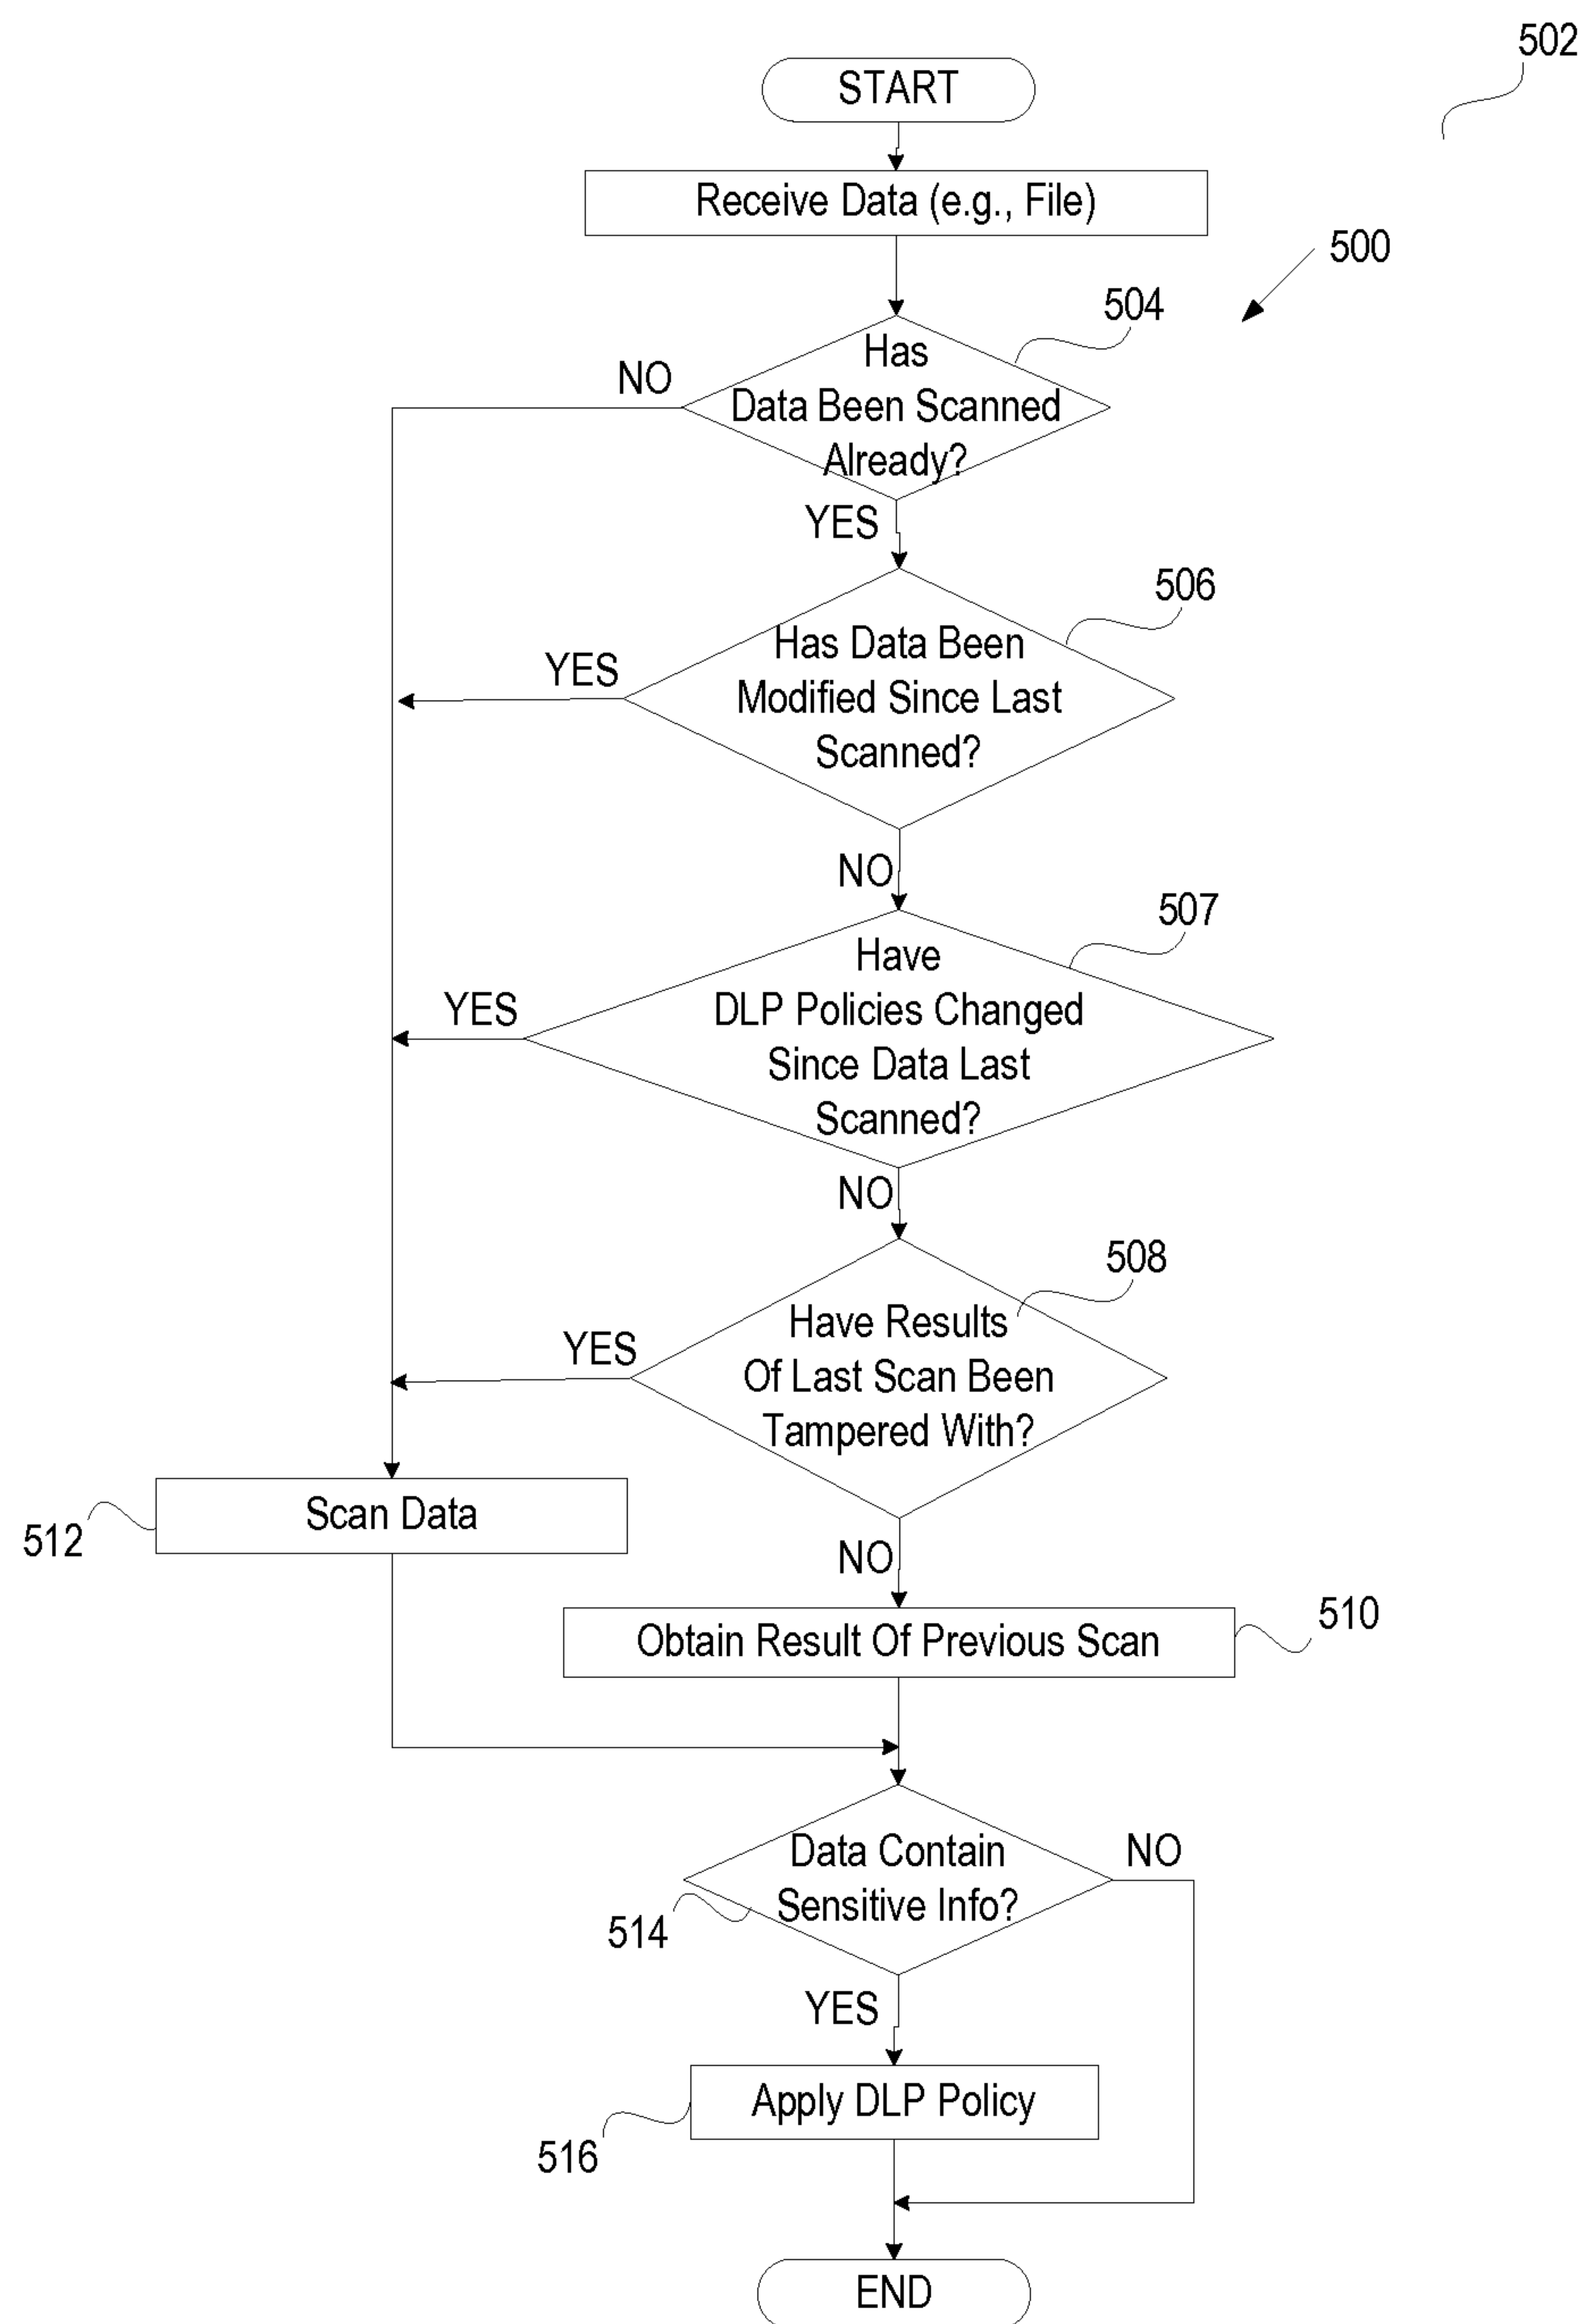 502
START
Receive Data (e.g., File)
500
504
Has
Data Been Scanned
Already?
NO
YES
506
Has Data Been
Modified Since Last
Scanned?
YES
NO
507
Have
DLP Policies Changed
Since Data Last
Scanned?
YES
NO
508
Have Results
Of Last Scan Been
Tampered With?
YES
Scan Data
512
NO
Obtain Result Of Previous Scan
510
Data Contain
Sensitive Info?
NO
514
YES
Apply DLP Policy
516
END